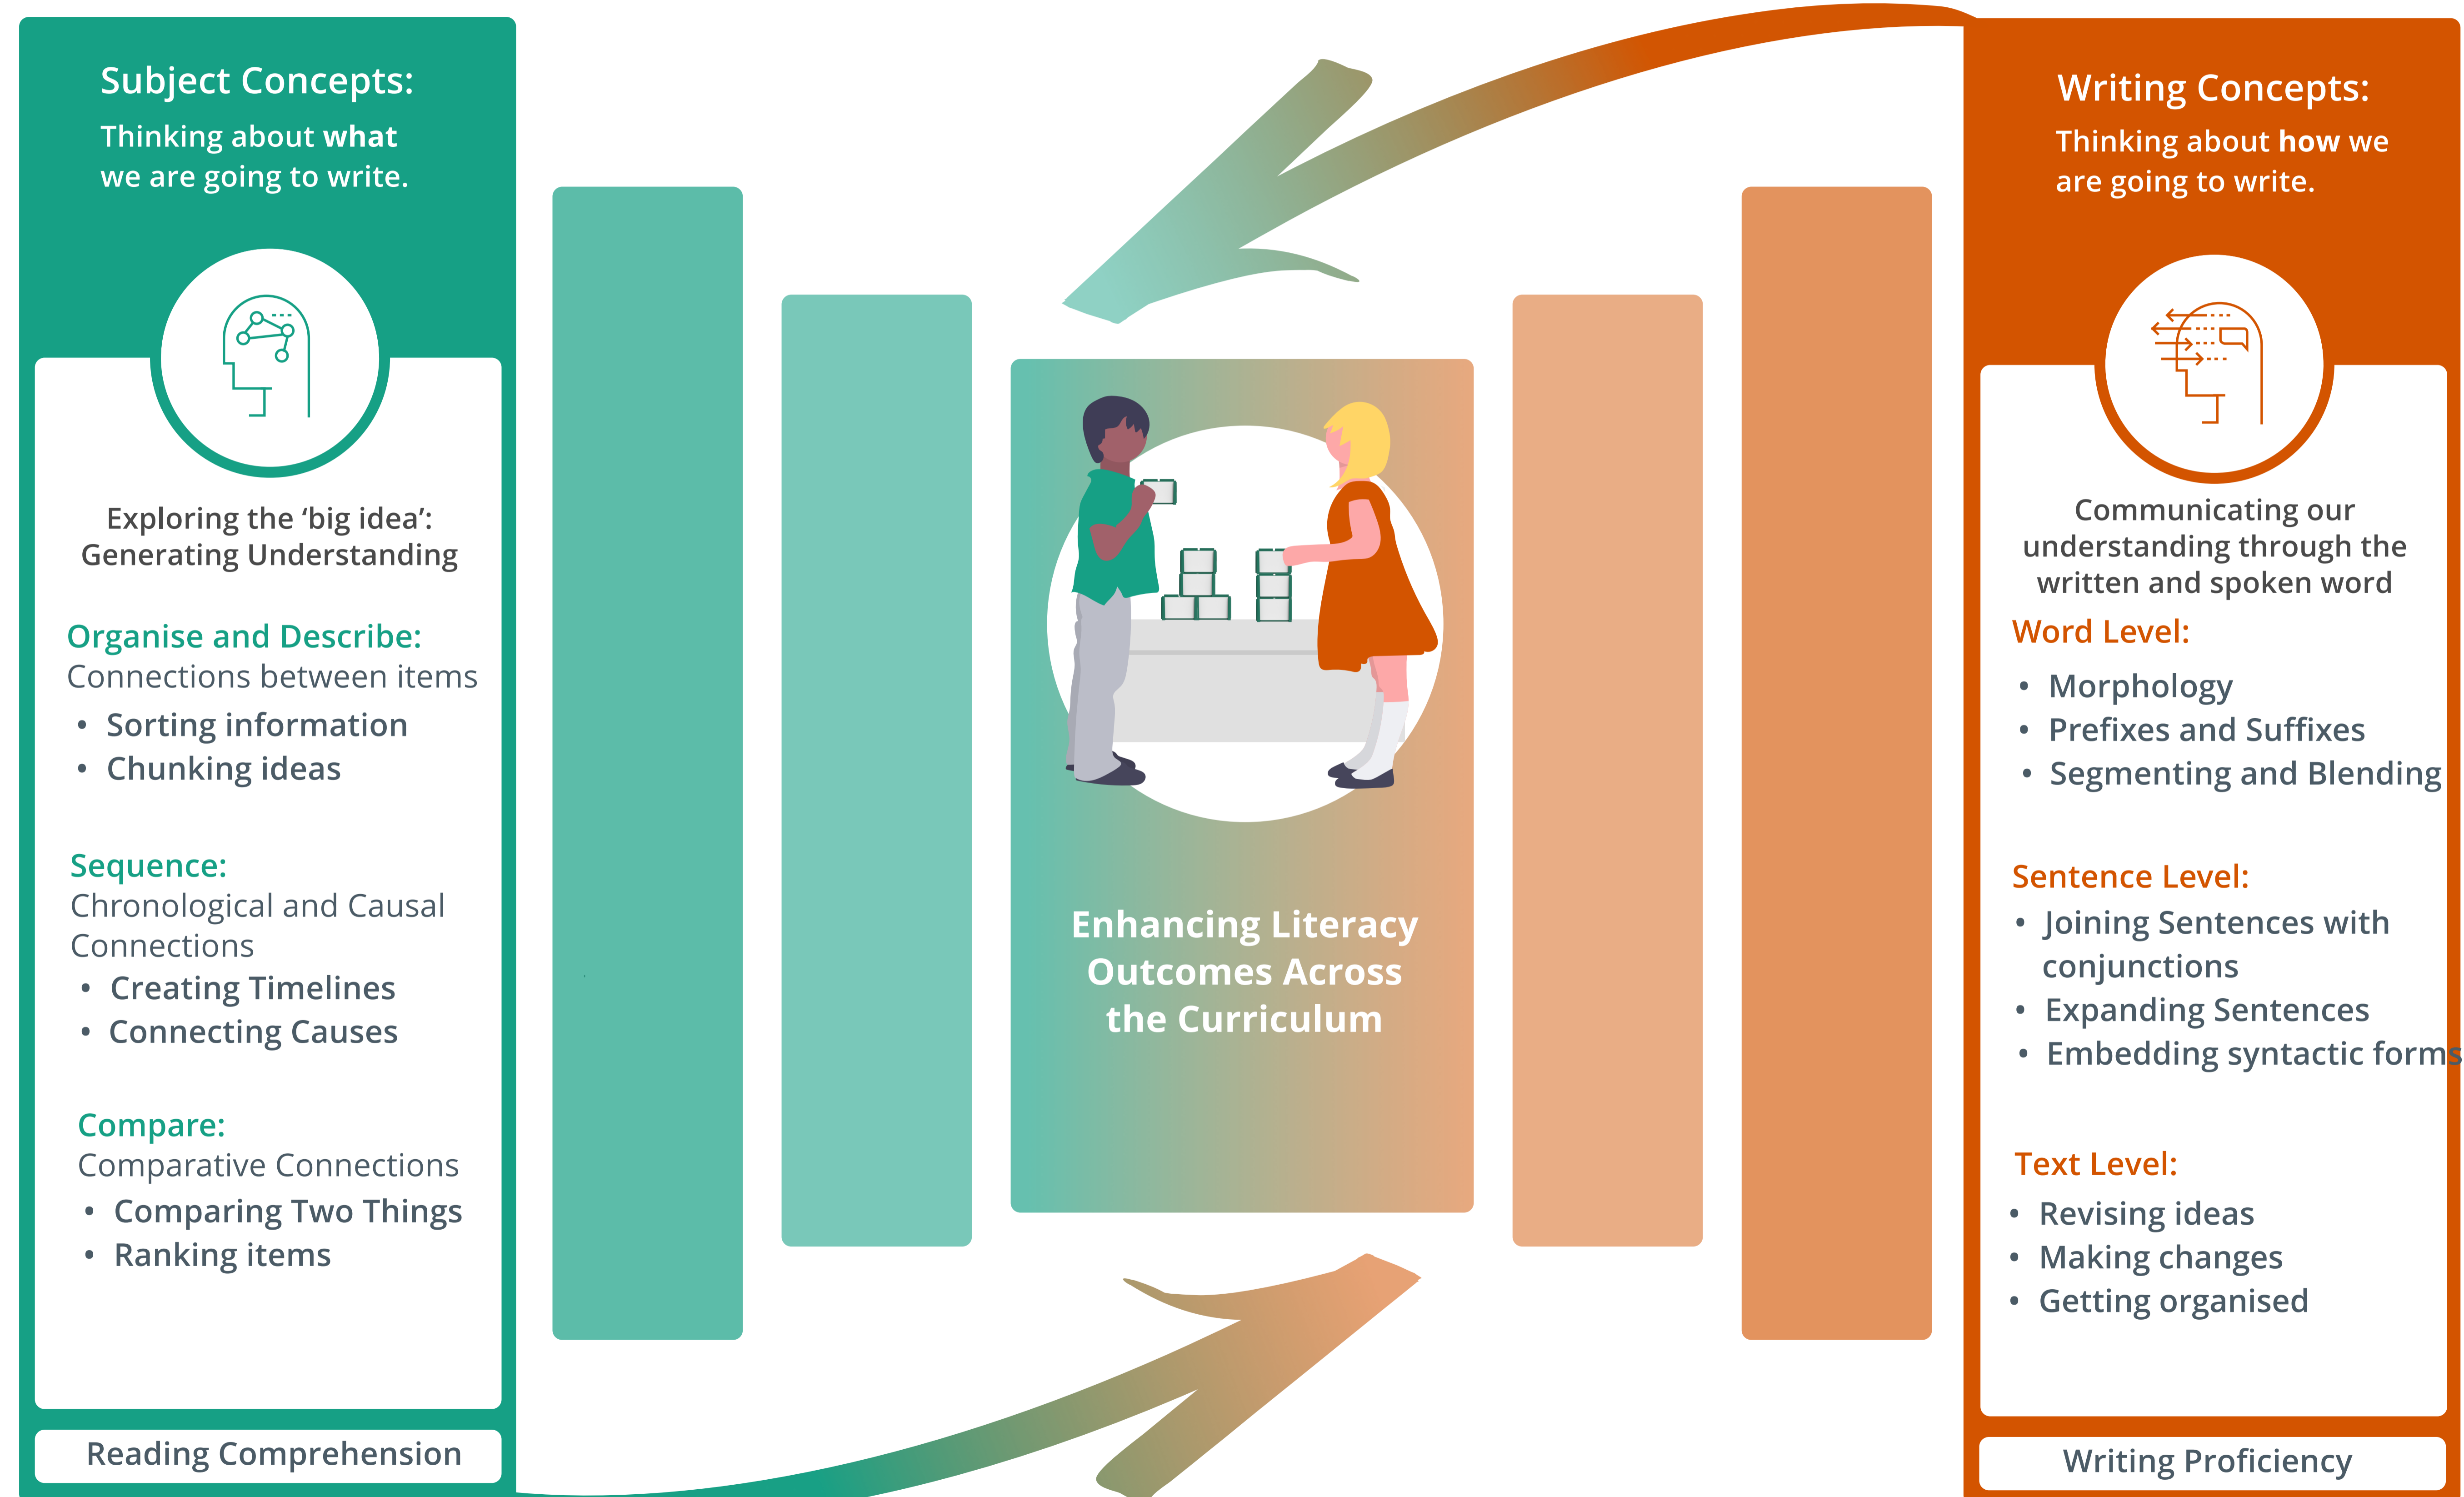 Subject Concepts:
Thinking about what
we are going to write.
Exploring the ‘big idea’:
Generating Understanding
Organise and Describe:
Connections between items
• Sorting information
• Chunking ideas
Sequence:
Chronological and Causal
Connections
• Creating Timelines
• Connecting Causes
Compare:
Comparative Connections
• Comparing Two Things
• Ranking items
Reading Comprehension
Enhancing Literacy
Outcomes Across
the Curriculum
Writing Concepts:
Thinking about how we
are going to write.
Communicating our
understanding through the
written and spoken word
Word Level:
• Morphology
• Prefixes and Suffixes
• Segmenting and Blending
Sentence Level:
• Joining Sentences with
conjunctions
• Expanding Sentences
• Embedding syntactic forms
Text Level:
• Revising ideas
• Making changes
• Getting organised
Writing Proficiency